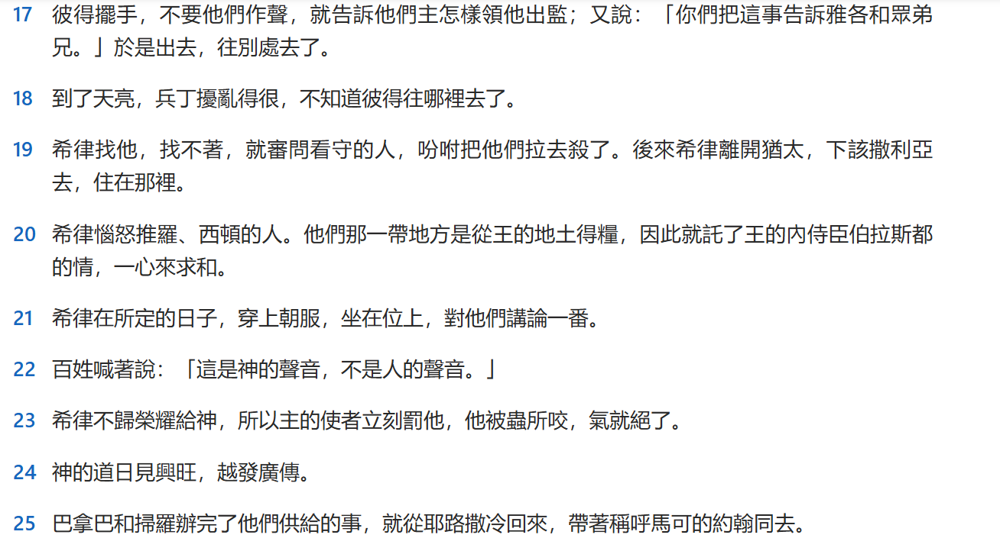 17 彼得擺手，不要他們作聲，就告訴他們主怎樣領他出監；又說：「你們把這事告訴雅各和眾弟
兄。」於是出去，往別處去了。
18 到了天亮，兵丁擾亂得很，不知道彼得往哪裡去了。
19 希律找他，找不著，就審問看守的人，吩咐把他們拉去殺了。後來希律離開猶太，下該撒利亞
去，住在那裡。
20 希律惱怒推羅、西頓的人。他們那一帶地方是從王的地土得糧，因此就託了王的內侍臣伯拉斯都
的情，一心來求和。
21 希律在所定的日子，穿上朝服，坐在位上，對他們講論一番。
22 百姓喊著說：「這是神的聲音，不是人的聲音。」
23 希律不歸榮耀給神，所以主的使者立刻罰他，他被蟲所咬，氣就絕了。
24 神的道日見興旺，越發廣傳。
25 巴拿巴和掃羅辦完了他們供給的事，就從耶路撒冷回來，帶著稱呼馬可的約翰同去。